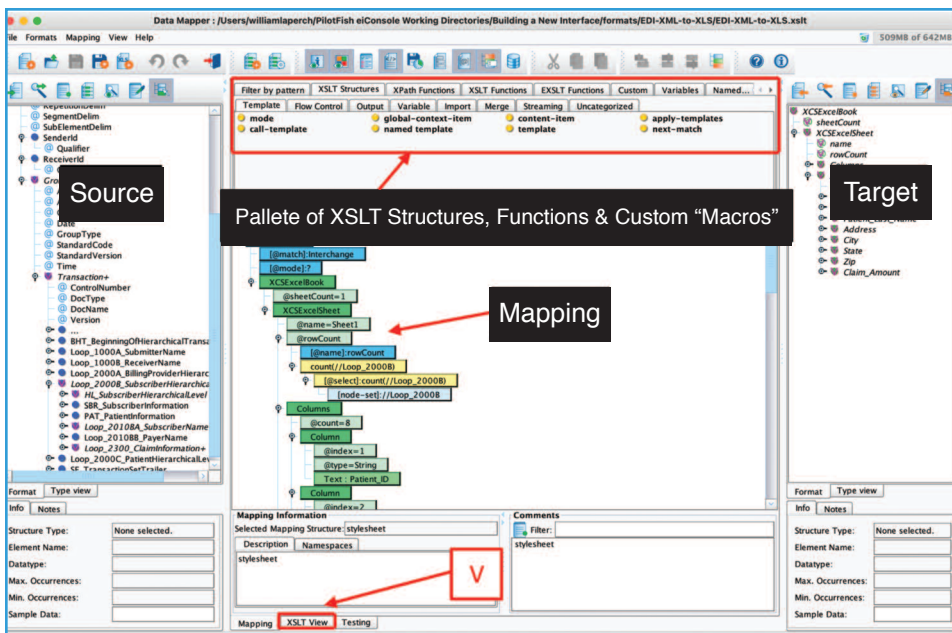 Data Mapper : /Users/williamlaperch/PilotFish eiConsole Working Directories/Building a New Interface/formats/EDI-XML-to-XLS/EDI-XML-to-XLS.xslt
File Formats Mapping View Help
509MB of 642MB
Filter by pattern XSLT Structures XPath Functions XSLT Functions EXSLT Functions Custom Variables Named...
Template Flow Control Output Variable Import Merge Streaming Uncategorized
mode global-context-item content-item apply-templates
call-template named template template next-match
RepetitionDelim
SegmentDelim
SubElementDelim
SenderId
Qualifier
ReceiverId
Source
Date
GroupType
StandardCode
StandardVersion
Time
Transaction+
ControlNumber
DocType
DocName
Version
...
BHT_BeginningOfHierarchicalTransa
Loop_1000A_SubmitterName
Loop_1000B_ReceiverName
Loop_2000A_BillingProviderHierarc
Loop_2000B_SubscriberHierarchica
HL_SubscriberHierarchicalLevel
SBR_SubscriberInformation
PAT_PatientInformation
Loop_2010BA_SubscriberName
Loop_2010BB_PayerName
Loop_2300_ClaimInformation+
Loop_2000C_PatientHierarchicalLev
SE_TransactionSetTrailer
Format Type view
Info Notes
Structure Type: None selected.
Element Name:
Datatype:
Max. Occurrences:
Min. Occurrences:
Sample Data:
Pallete of XSLT Structures, Functions & Custom “Macros”
[@match]:Interchange
[@mode]:?
XCSExcelBook
@sheetCount=1
XCSExcelSheet
@name=Sheet1
@rowCount
[@name]:rowCount
count(//Loop_2000B)
[@select]:count(//Loop_2000B)
[node-set]://Loop_2000B
Columns
@count=8
Column
@index=1
@type=String
Text : Patient_ID
Column
@index=2
Mapping
Mapping Information
Selected Mapping Structure: stylesheet
Description Namespaces
stylesheet
V
Comments
Filter:
stylesheet
Mapping XSLT View Testing
XCSExcelBook
sheetCount
XCSExcelSheet
name
rowCount
Columns
Target
Patient_Last_Name
Address
City
State
Zip
Claim_Amount
Format Type view
Info Notes
Structure Type: None selected.
Element Name:
Datatype:
Max. Occurrences:
Min. Occurrences:
Sample Data: